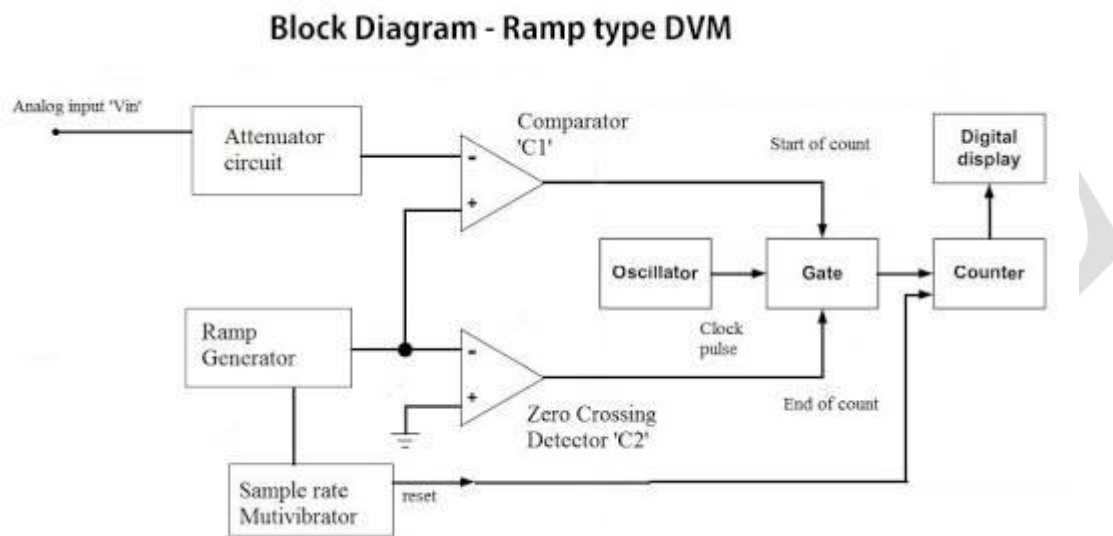 Block Diagram - Ramp type DVM
Analog input 'Vin'
Attenuator
circuit
-
+
Comparator
'C1'
Start of count
Digital
display
Oscillator
Gate
Counter
Clock
pulse
Ramp
Generator
-
+
End of count
Zero Crossing
Detector 'C2'
Sample rate
Mutivibrator
reset